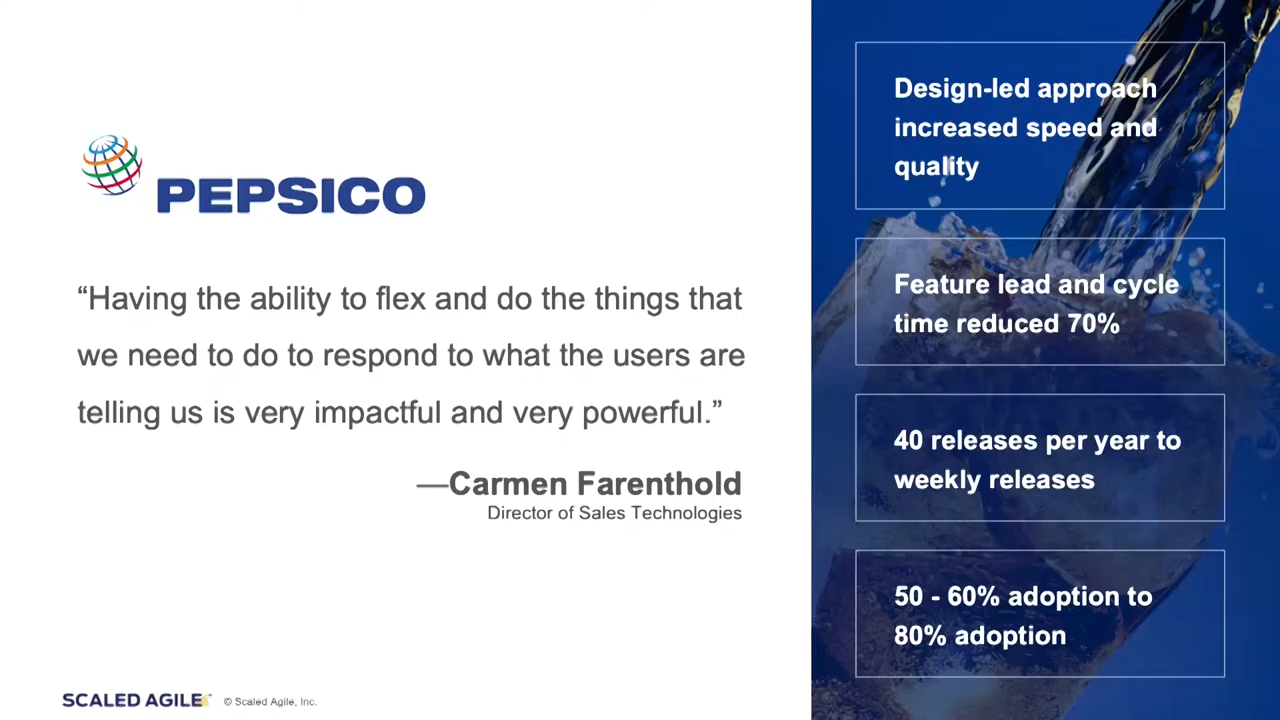 PEPSICO
“Having the ability to flex and do the things that
we need to do to respond to what the users are
telling us is very impactful and very powerful.”
—Carmen Farenthold
Director of Sales Technologies
SCALED AGILE
© Scaled Agile, Inc.
Design-led approach
increased speed and
quality
Feature lead and cycle
time reduced 70%
40 releases per year to
weekly releases
50 - 60% adoption to
80% adoption